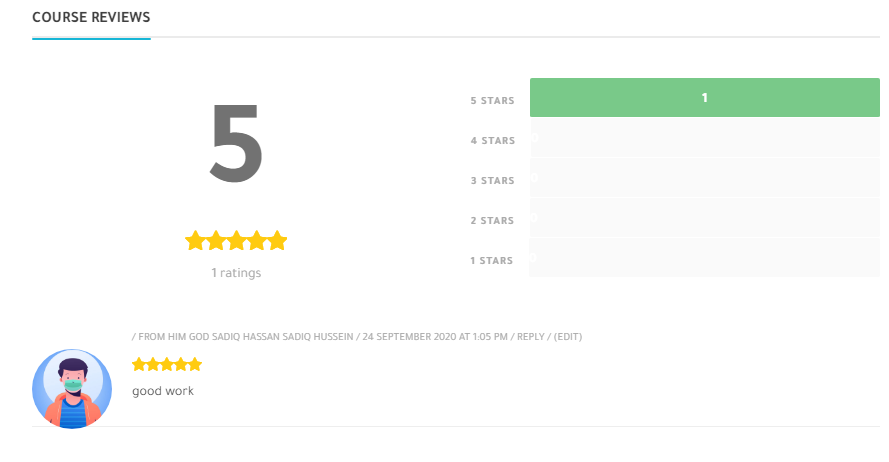 COURSE REVIEWS
5
1 ratings
5 STARS 1
4 STARS 0
3 STARS 0
2 STARS 0
1 STARS 0
/ FROM HIM GOD SADIQ HASSAN SADIQ HUSSEIN / 24 SEPTEMBER 2020 AT 1:05 PM / REPLY / (EDIT)
good work